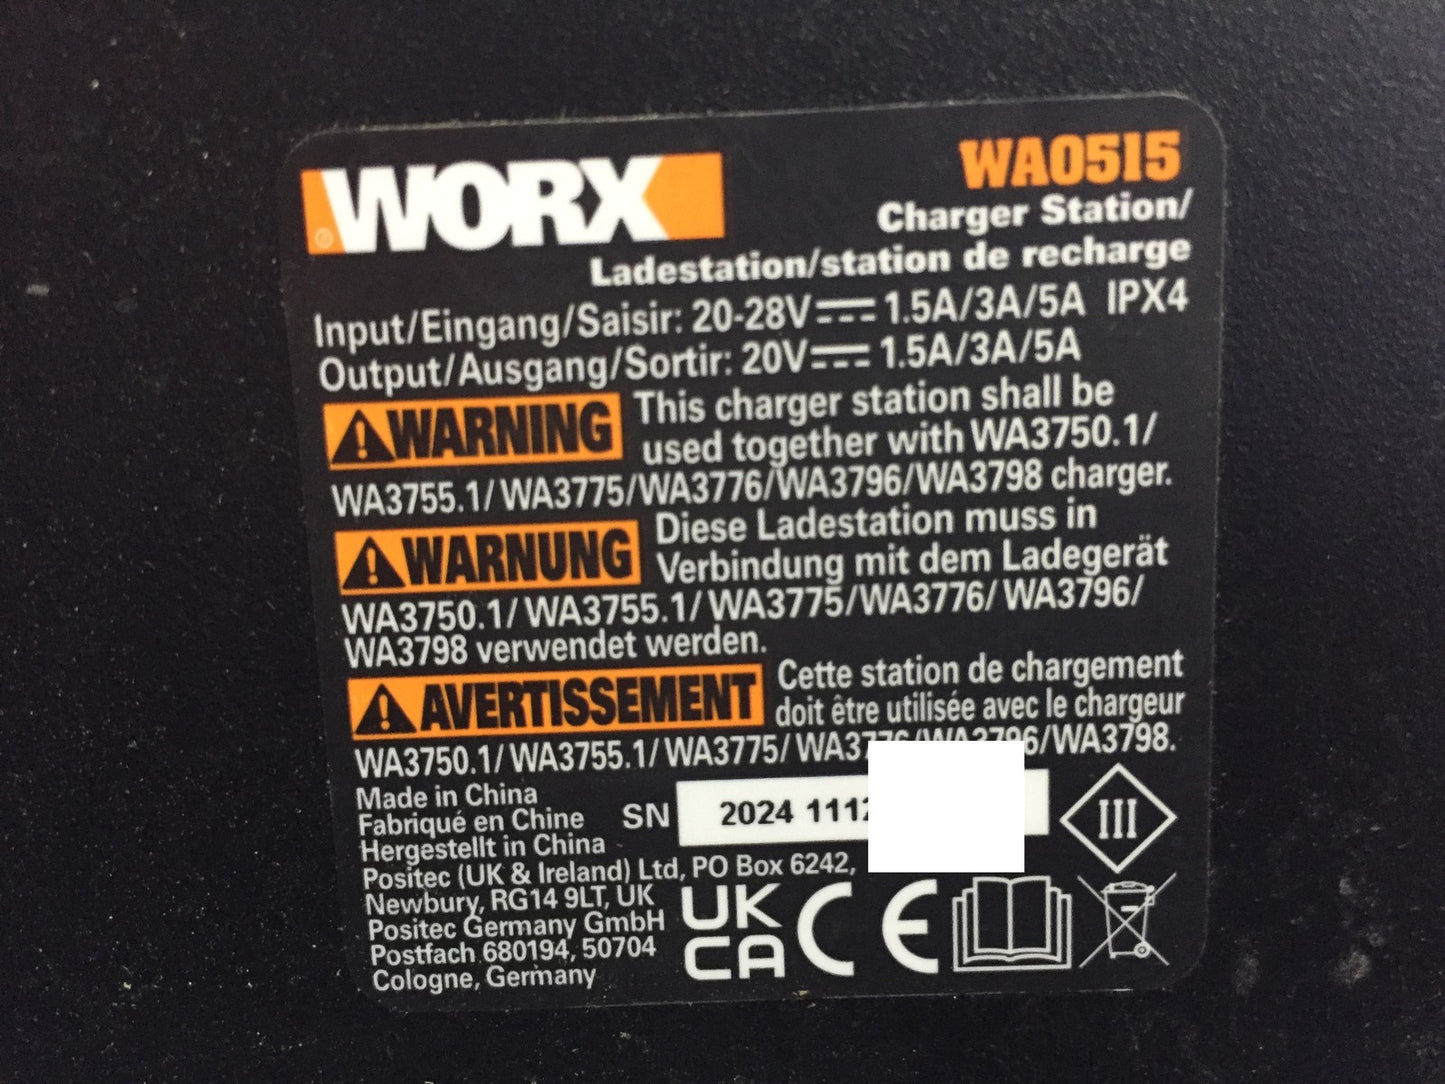 WORX
®
WA0515
Charger Station/
Ladestation/station de recharge
Input/Eingang/Saisir: 20-28V⎓1.5A/3A/5A IPX4
Output/Ausgang/Sortir: 20V⎓1.5A/3A/5A
WARNING This charger station shall be
used together with WA3750.1/
WA3755.1/ WA3775/WA3776/WA3796/WA3798 charger.
WARNUNG Diese Ladestation muss in
Verbindung mit dem Ladegerät
WA3750.1/ WA3755.1/ WA3775/WA3776/ WA3796/
WA3798 verwendet werden.
AVERTISSEMENT Cette station de chargement
doit être utilisée avec le chargeur
WA3750.1/ WA3755.1/ WA3775/ WA3776/WA3796/WA3798.
Made in China
Fabriqué en Chine
Hergestellt in China
SN 2024 111
III
Positec (UK & Ireland) Ltd, PO Box 6242,
Newbury, RG14 9LT, UK
Positec Germany GmbH
Postfach 680194, 50704
Cologne, Germany
UK
CA
CE